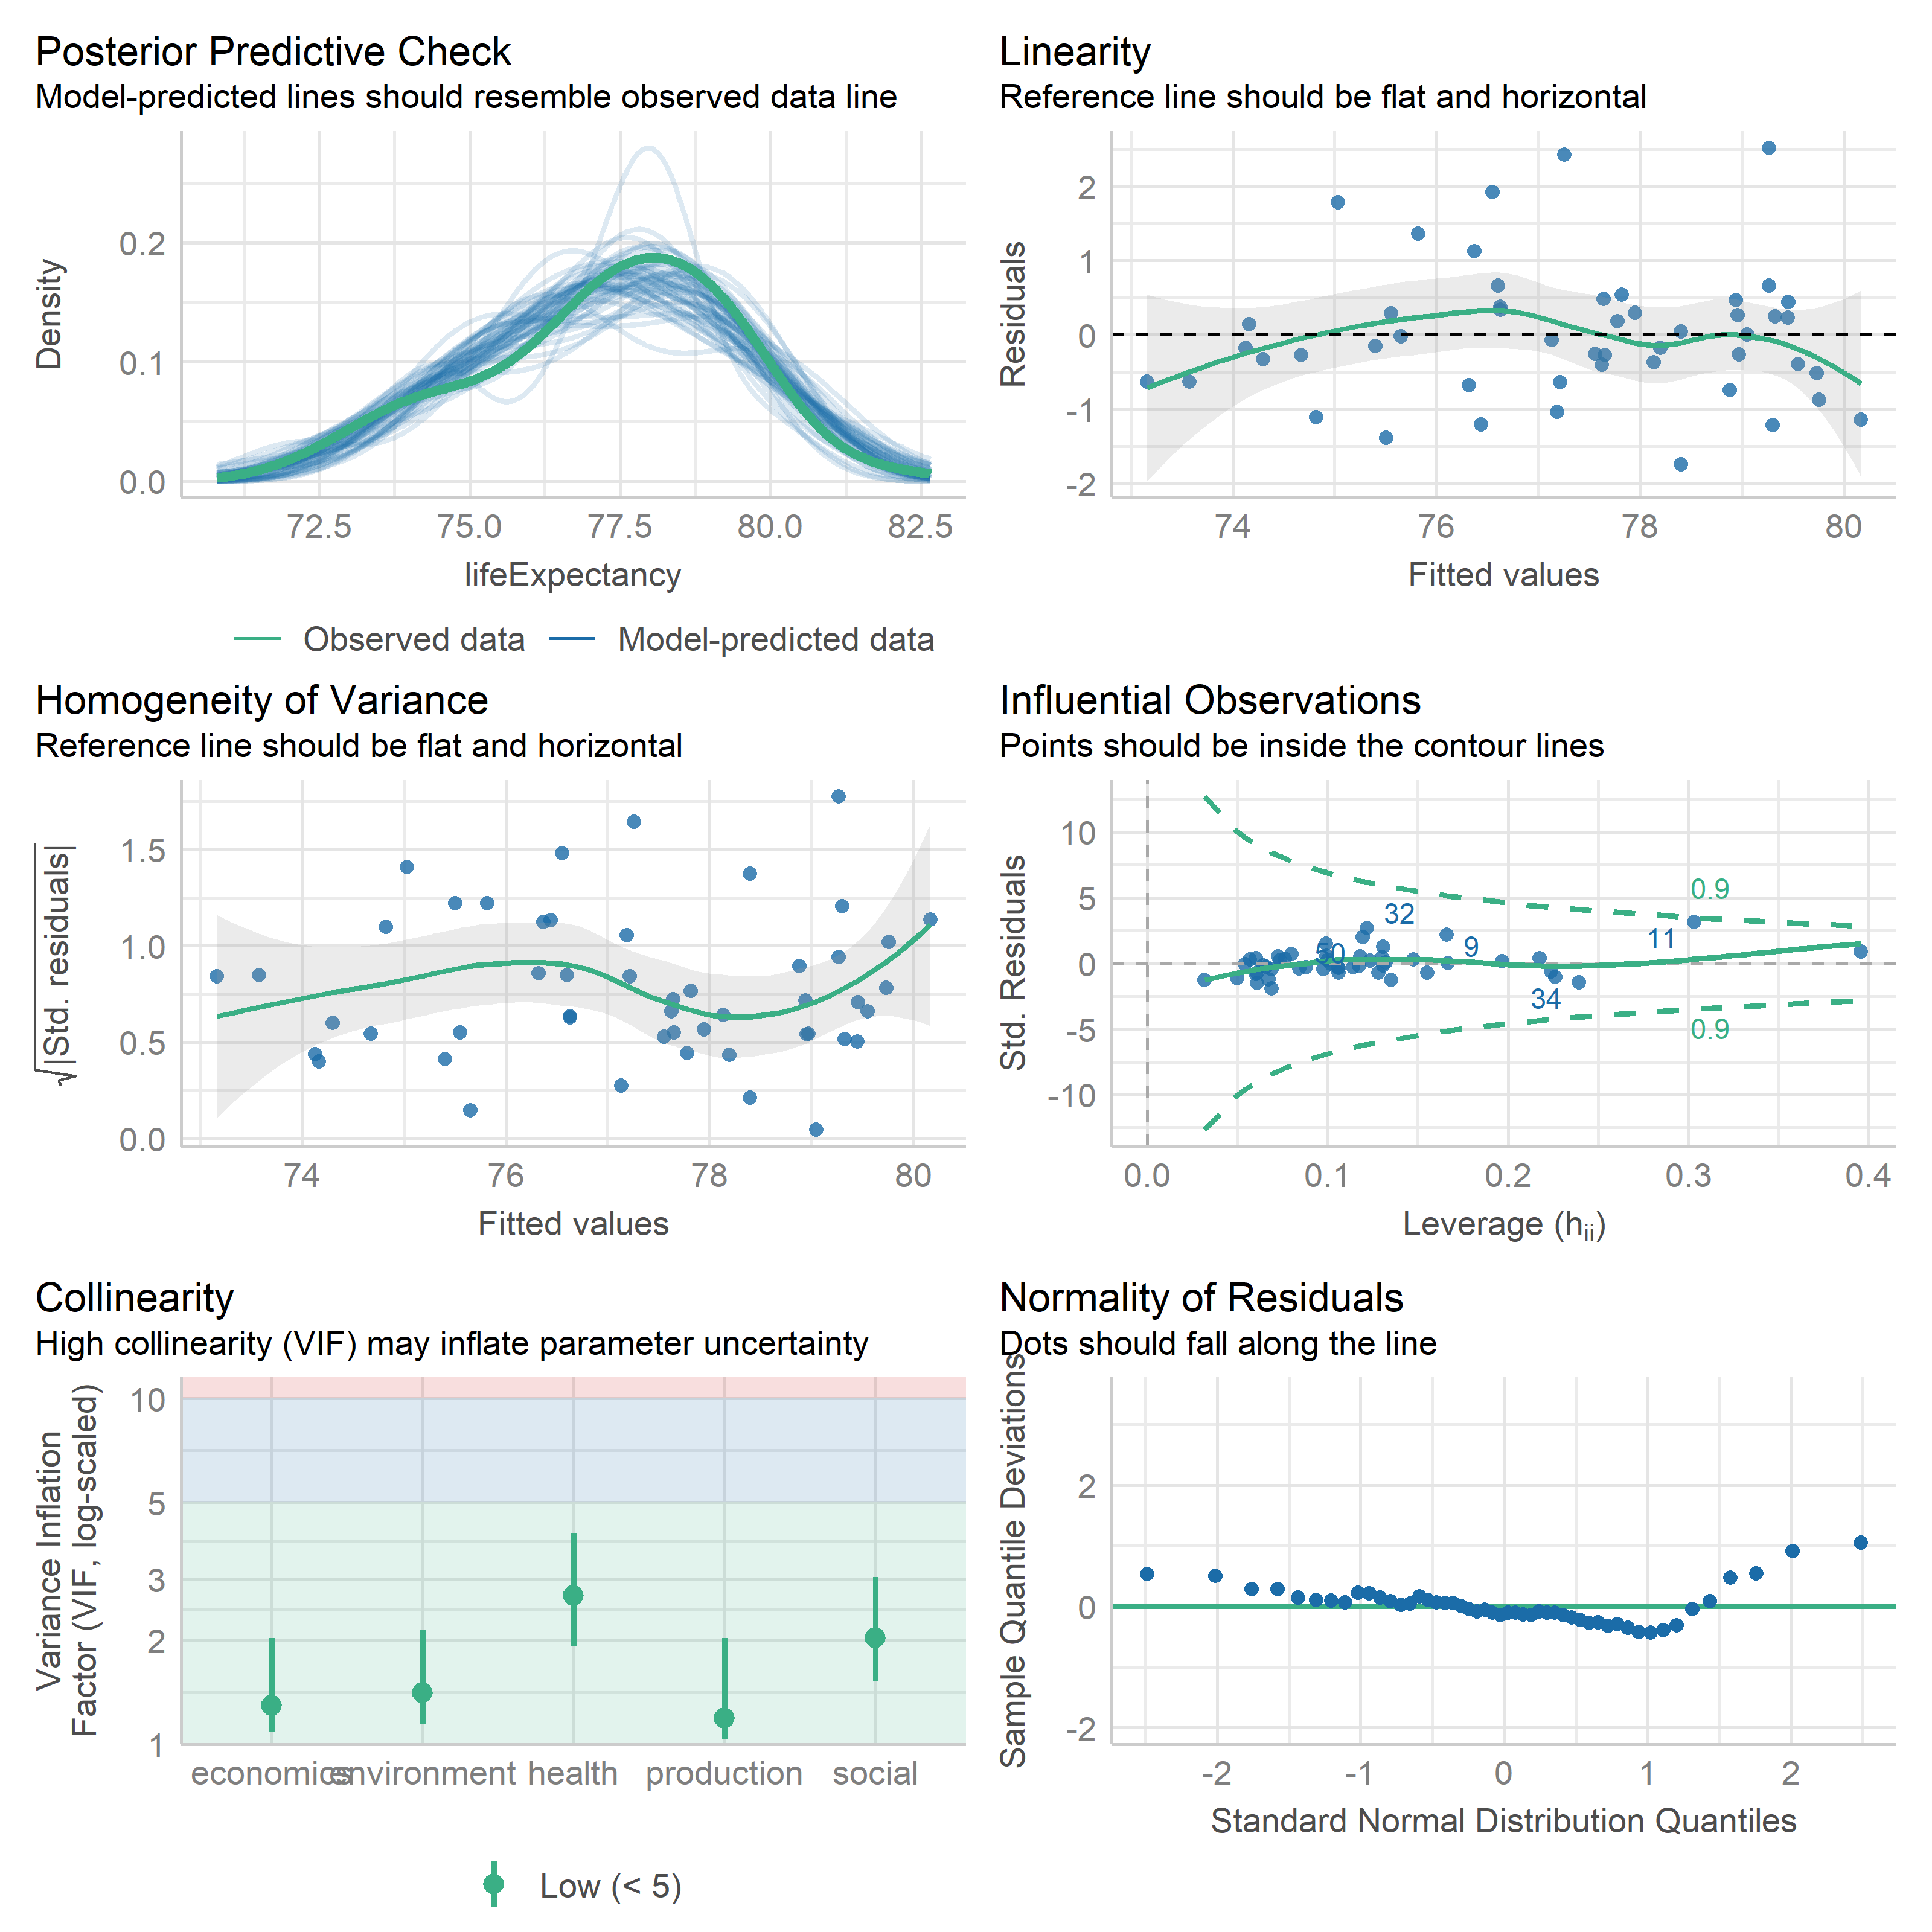 Posterior Predictive Check
Model-predicted lines should resemble observed data line
Density
0.2
0.1
0.0
72.5 75.0 77.5 80.0 82.5
lifeExpectancy
Observed data Model-predicted data
Linearity
Reference line should be flat and horizontal
Residuals
2
1
0
-1
-2
74 76 78 80
Fitted values
Homogeneity of Variance
Reference line should be flat and horizontal
√|Std. residuals|
1.5
1.0
0.5
0.0
74 76 78 80
Fitted values
Influential Observations
Points should be inside the contour lines
Std. Residuals
10
5
0
-5
-10
0.9
32
11
9
50
34
0.9
0.0 0.1 0.2 0.3 0.4
Leverage (hii)
Collinearity
High collinearity (VIF) may inflate parameter uncertainty
Variance Inflation
Factor (VIF, log-scaled)
10
5
3
2
1
economics environment health production social
Low (< 5)
Normality of Residuals
Dots should fall along the line
Sample Quantile Deviations
2
0
-2
-2 -1 0 1 2
Standard Normal Distribution Quantiles